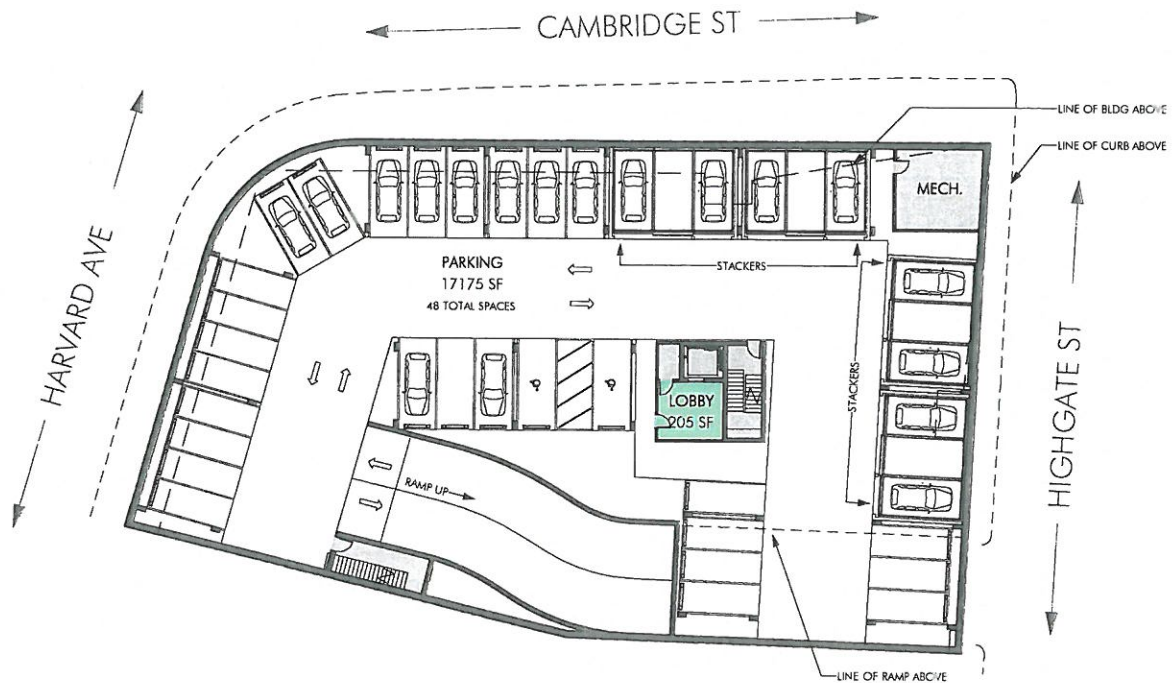 CAMBRIDGE ST
LINE OF BLDG ABOVE
LINE OF CURB ABOVE
MECH.
HARVARD AVE
PARKING
17175 SF
48 TOTAL SPACES
STACKERS
STACKERS
HIGHGATE ST
LOBBY
205 SF
RAMP UP
LINE OF RAMP ABOVE